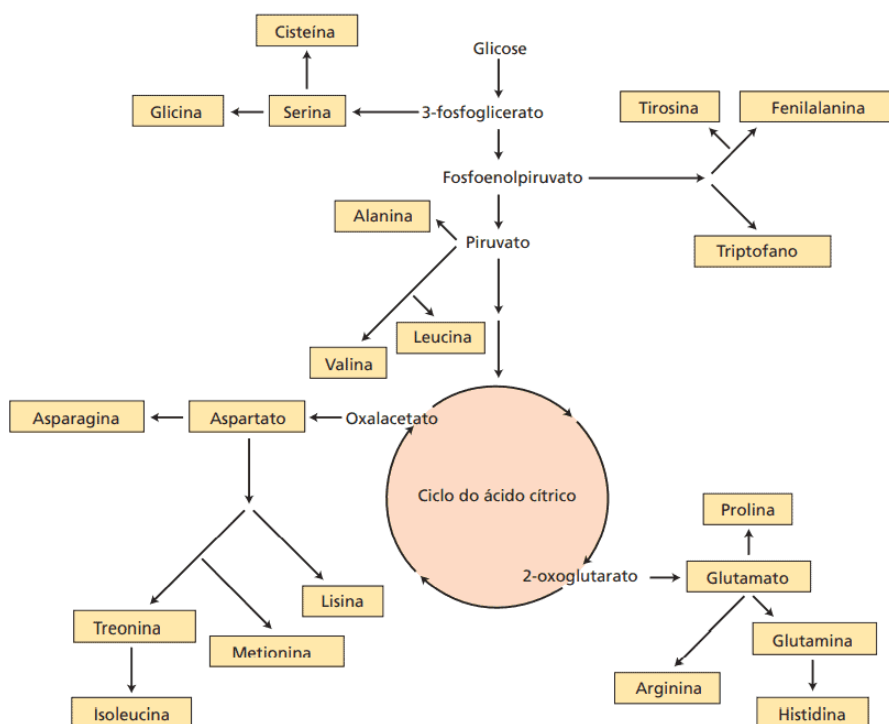 Cisteína
Glicose
Glicina
Serina
3-fosfoglicerato
Tirosina
Fenilalanina
Fosfoenolpiruvato
Alanina
Piruvato
Triptofano
Leucina
Valina
Asparagina
Aspartato
Oxalacetato
Ciclo do ácido cítrico
Prolina
2-oxoglutarato
Glutamato
Lisina
Treonina
Metionina
Glutamina
Arginina
Isoleucina
Histidina